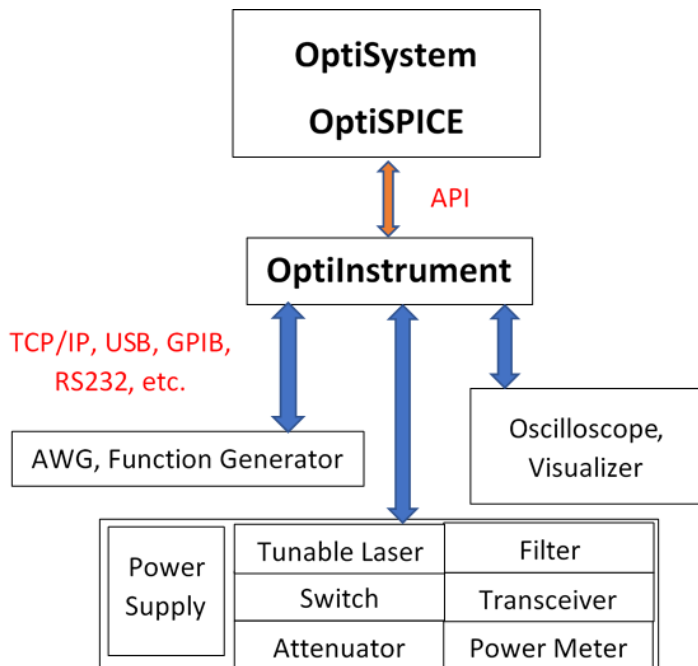 OptiSystem
OptiSPICE
API
OptiInstrument
TCP/IP, USB, GPIB,
RS232, etc.
Oscilloscope,
Visualizer
AWG, Function Generator
Power
Supply
Tunable Laser
Filter
Switch
Transceiver
Attenuator
Power Meter